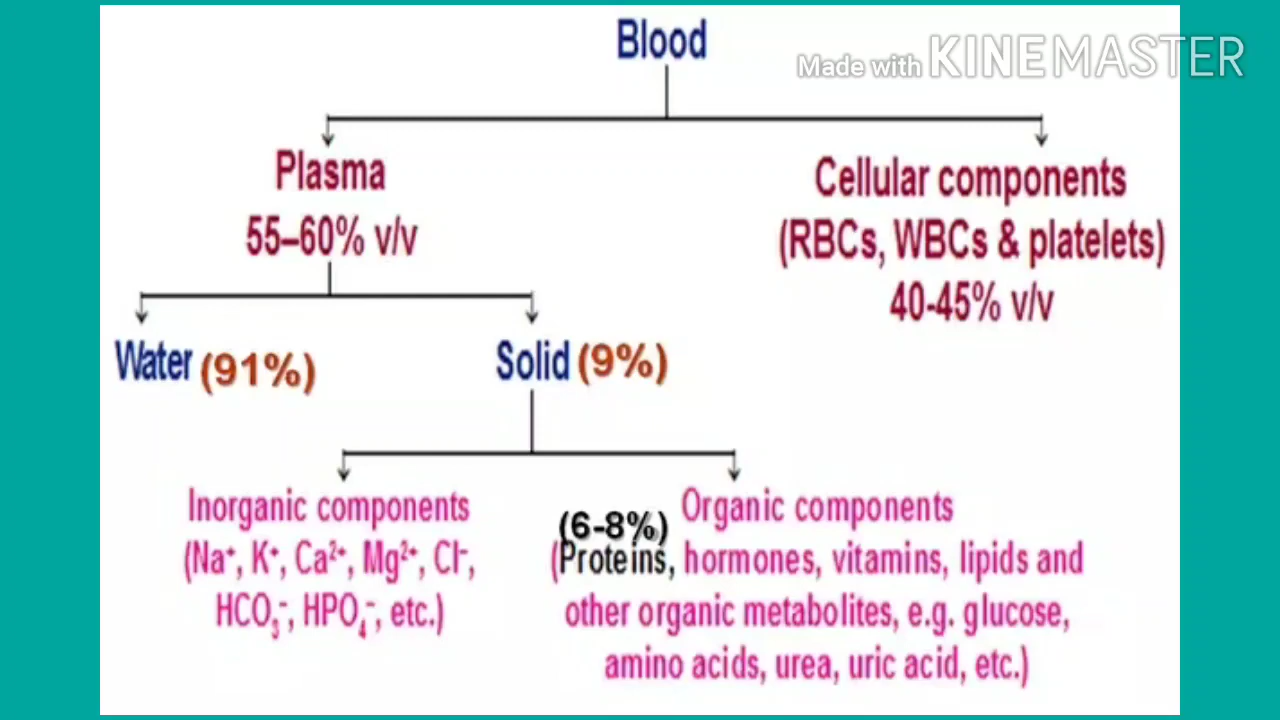 Blood
Made with KINEMASTER
Plasma
55–60% v/v
Cellular components
(RBCs, WBCs & platelets)
40-45% v/v
Water (91%)
Solid (9%)
Inorganic components
(Na⁺, K⁺, Ca²⁺, Mg²⁺, Cl⁻,
HCO₃⁻, HPO₄⁻, etc.)
Organic components
(6-8%)
(Proteins, hormones, vitamins, lipids and
other organic metabolites, e.g. glucose,
amino acids, urea, uric acid, etc.)